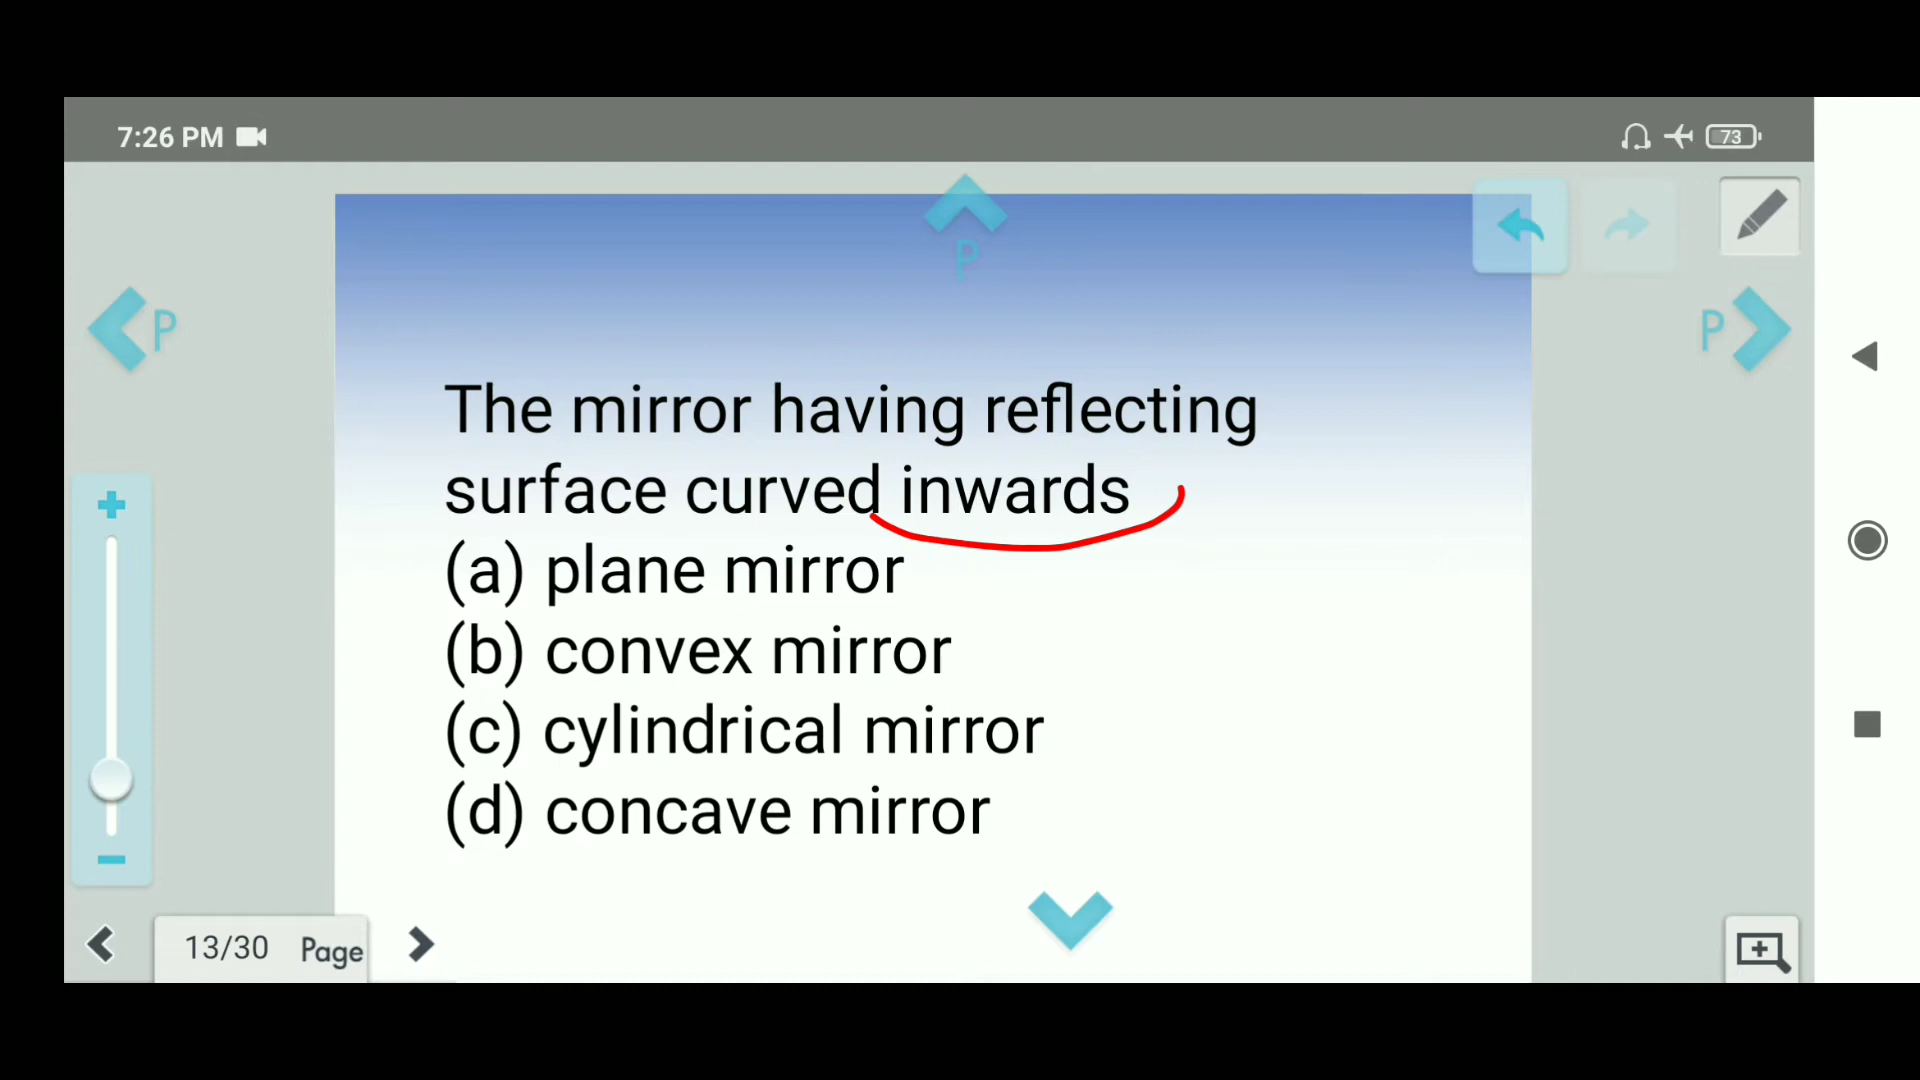 7:26 PM
73
P
P
P
The mirror having reflecting
surface curved inwards
(a) plane mirror
(b) convex mirror
(c) cylindrical mirror
(d) concave mirror
13/30 Page